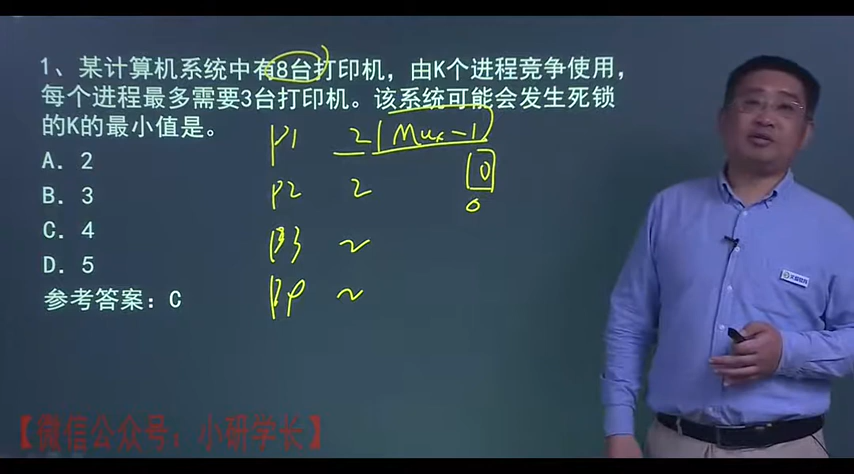 1、某计算机系统中有8台打印机，由K个进程竞争使用，
每个进程最多需要3台打印机。该系统可能会发生死锁
的K的最小值是。
P1 2 (Max-1)
0
A. 2
P2 2
0
B. 3
P3 2
C. 4
P4 2
D. 5
参考答案：C
【微信公众号：小研学长】